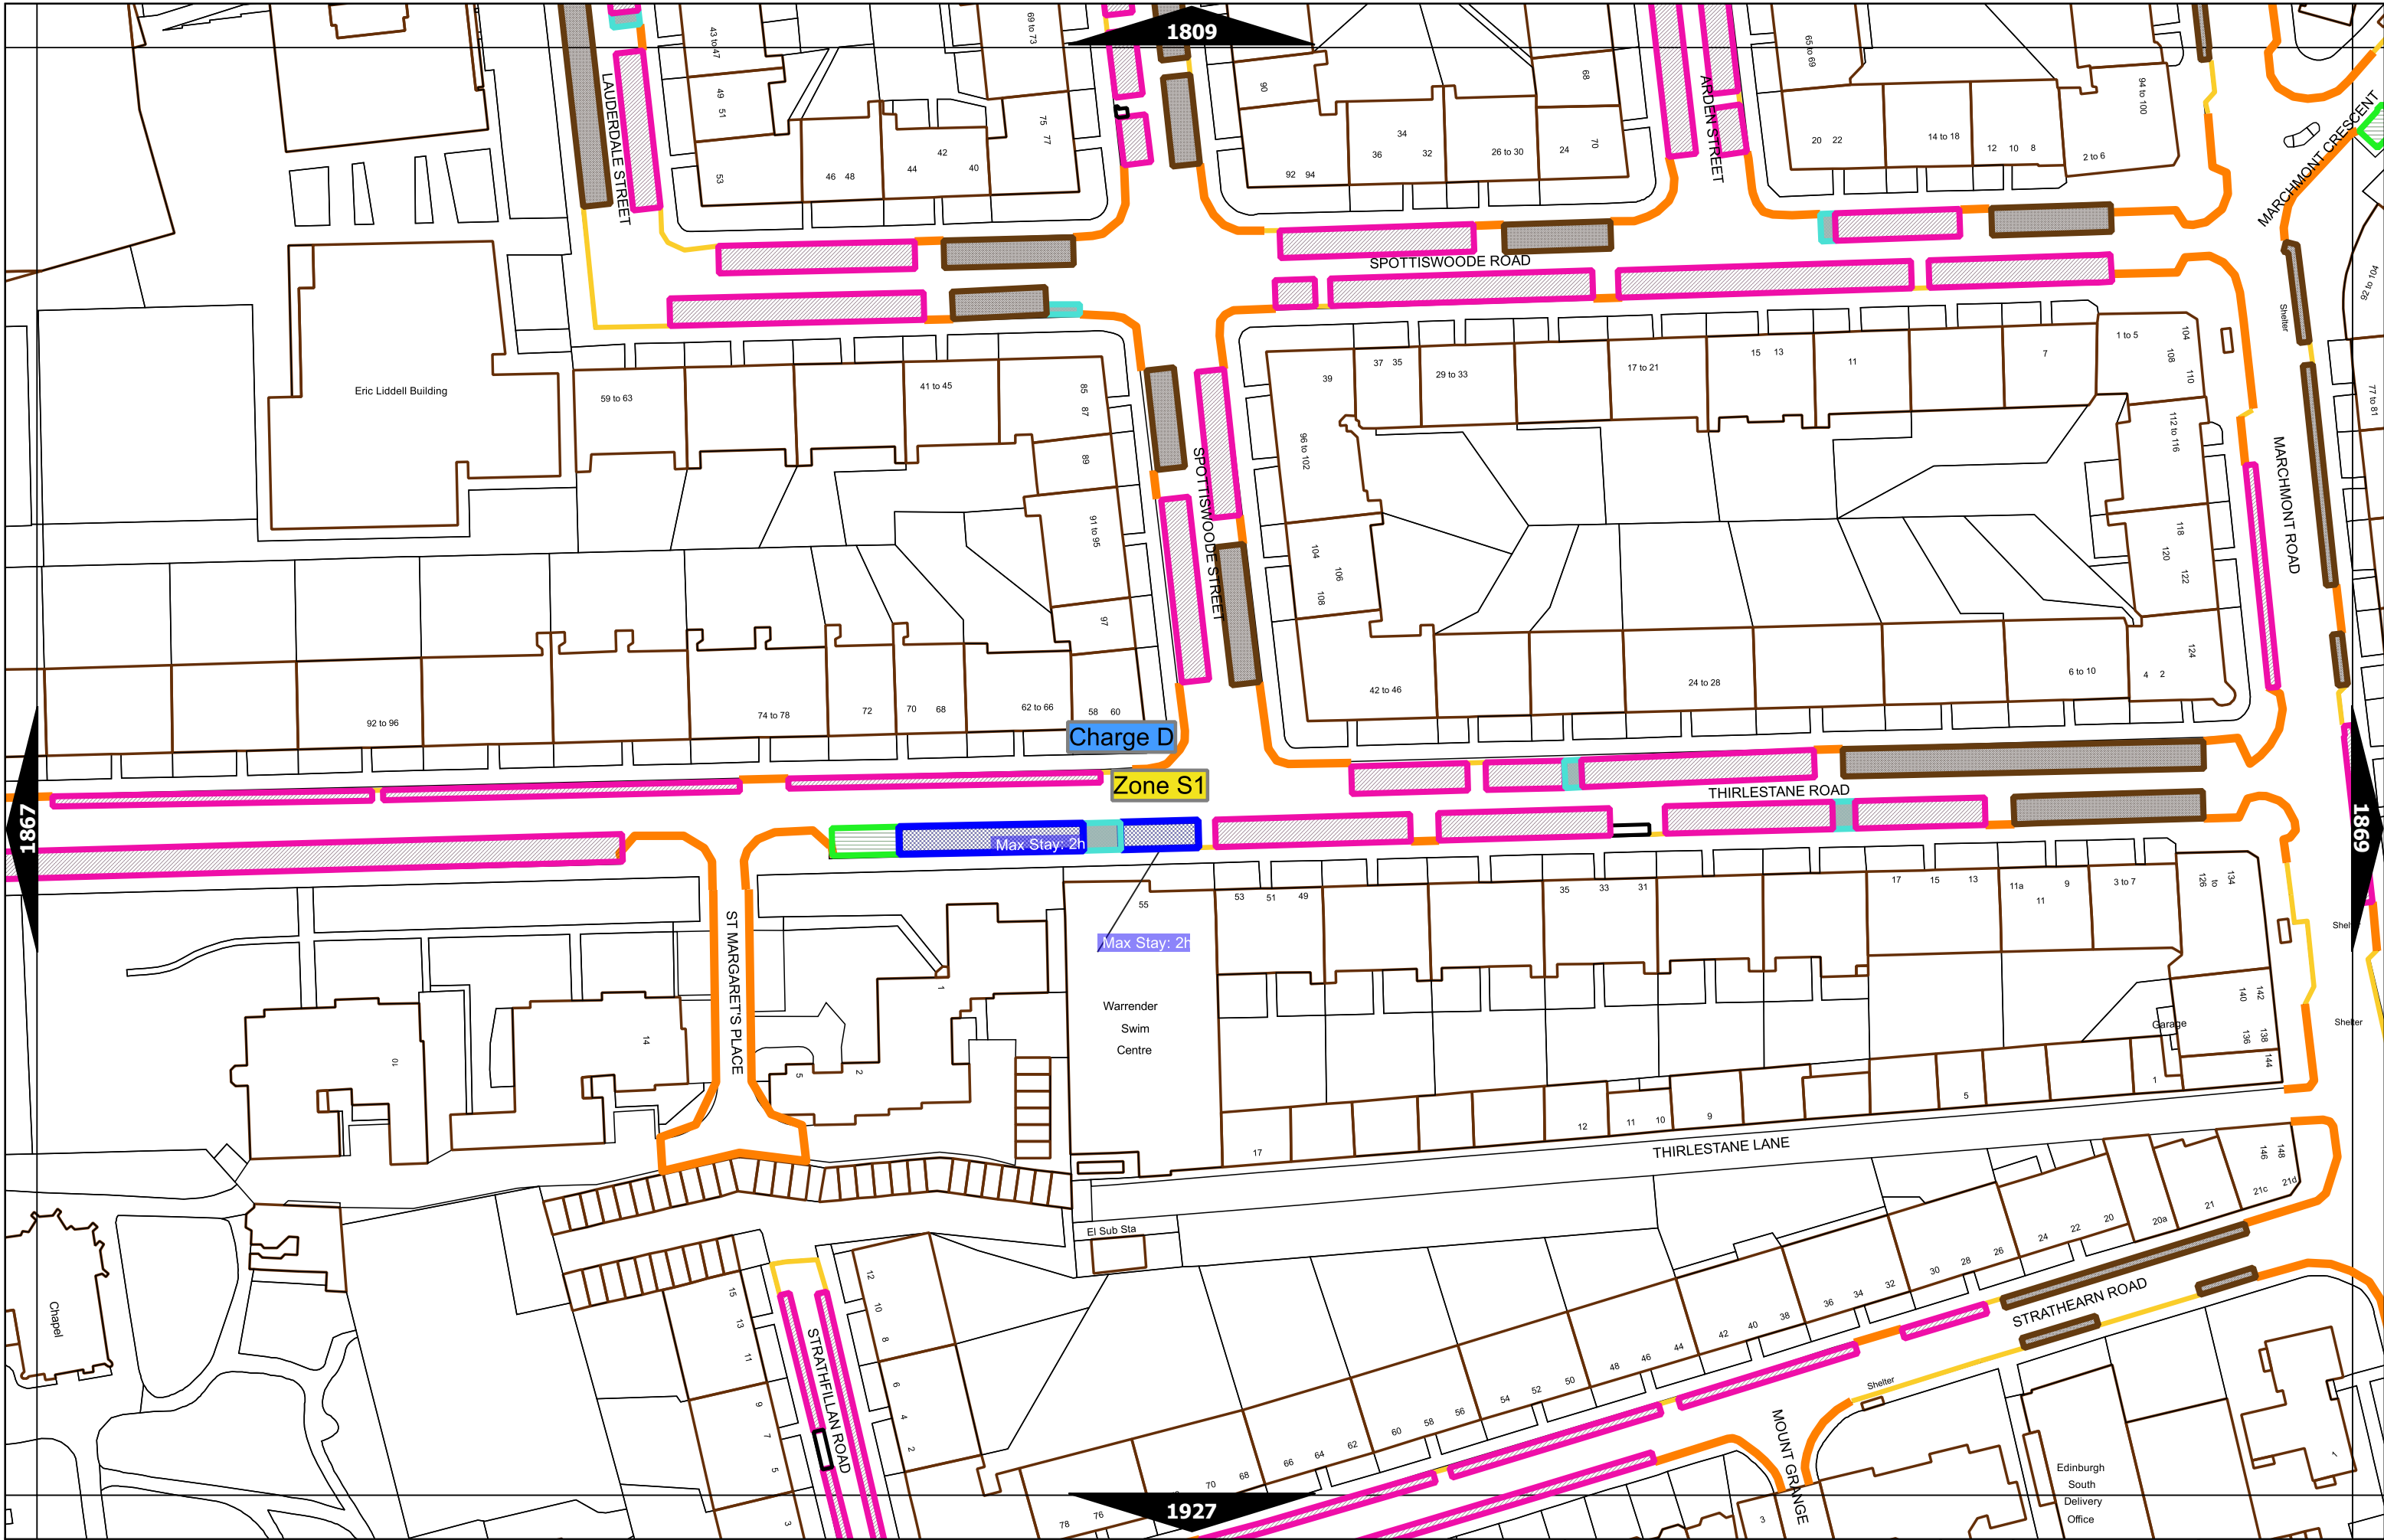 1809
43 to 47
69 to 73
90
68
65 to 69
94 to 100
LAUDERDALE STREET
49 51
75 77
ARDEN STREET
MARCHMONT CRESCENT
53
46 48
44
42
40
34
36 32
26 to 30
24
70
92 94
20 22
14 to 18
12 10 8
2 to 6
SPOTTISWOODE ROAD
92 to 104
Shelter
Eric Liddell Building
59 to 63
41 to 45
85 87
89
91 to 95
97
SPOTTISWOODE STREET
39
37 35
29 to 33
17 to 21
15 13
11
7
1 to 5
104
108
110
77 to 81
96 to 102
112 to 116
MARCHMONT ROAD
104
106
108
118
120
122
124
92 to 96
74 to 78
72
70 68
62 to 66
58 60
42 to 46
24 to 28
6 to 10
4 2
Charge D
Zone S1
THIRLESTANE ROAD
1867
1869
Max Stay: 2h
Max Stay: 2h
ST MARGARET'S PLACE
55
53 51 49
35 33 31
17 15 13
11a
11
9
3 to 7
126 to 134
Shelter
Warrender
Swim
Centre
10
14
1
2
5
140 142
136 138
144
Garage
Shelter
17
12
11 10
9
5
1
THIRLESTANE LANE
El Sub Sta
146 148
21c 21d
21
20a
20
22
24
26
28
30
32
34
36
38
40
42
44
46
48
50
52
54
56
58
60
62
64
66
68
70
76
78
STRATHEARN ROAD
Chapel
15
13
11
9
7
5
3
STRATHFILLAN ROAD
12
10
8
6
4
2
Shelter
MOUNT GRANGE
3
Edinburgh
South
Delivery
Office
1
1927